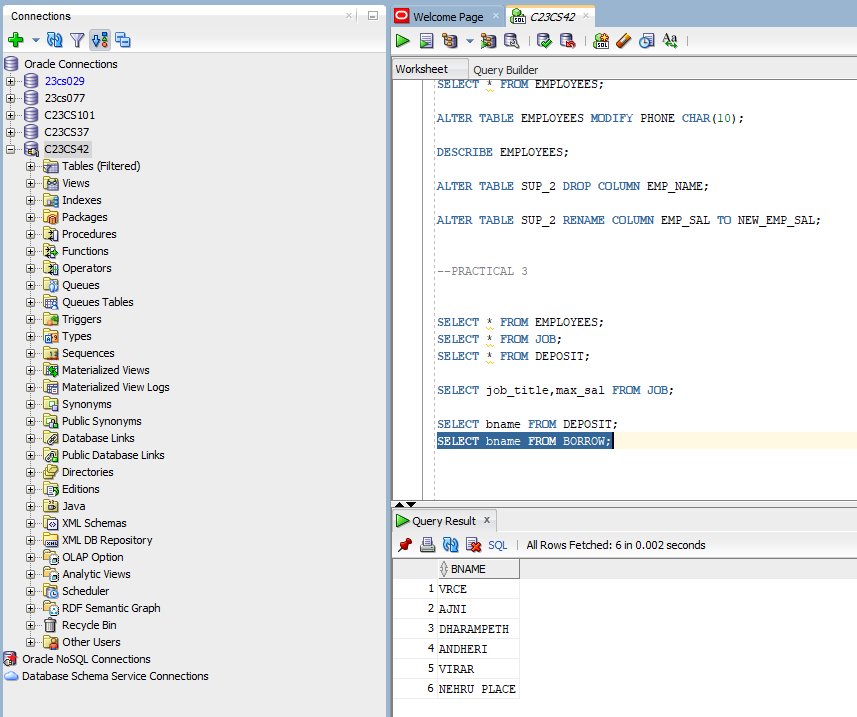 Connections
Oracle Connections
23cs029
23cs077
C23CS101
C23CS37
C23CS42
Tables (Filtered)
Views
Indexes
Packages
Procedures
Functions
Operators
Queues
Queues Tables
Triggers
Types
Sequences
Materialized Views
Materialized View Logs
Synonyms
Public Synonyms
Database Links
Public Database Links
Directories
Editions
Java
XML Schemas
XML DB Repository
OLAP Option
Analytic Views
Scheduler
RDF Semantic Graph
Recycle Bin
Other Users
Oracle NoSQL Connections
Database Schema Service Connections
Welcome Page C23CS42
Worksheet Query Builder
SELECT * FROM EMPLOYEES;
ALTER TABLE EMPLOYEES MODIFY PHONE CHAR(10);
DESCRIBE EMPLOYEES;
ALTER TABLE SUP_2 DROP COLUMN EMP_NAME;
ALTER TABLE SUP_2 RENAME COLUMN EMP_SAL TO NEW_EMP_SAL;
--PRACTICAL 3
SELECT * FROM EMPLOYEES;
SELECT * FROM JOB;
SELECT * FROM DEPOSIT;
SELECT job_title,max_sal FROM JOB;
SELECT bname FROM DEPOSIT;
SELECT bname FROM BORROW;
Query Result x
SQL | All Rows Fetched: 6 in 0.002 seconds
BNAME
1 VRCE
2 AJNI
3 DHARAMPETH
4 ANDHERI
5 VIRAR
6 NEHRU PLACE